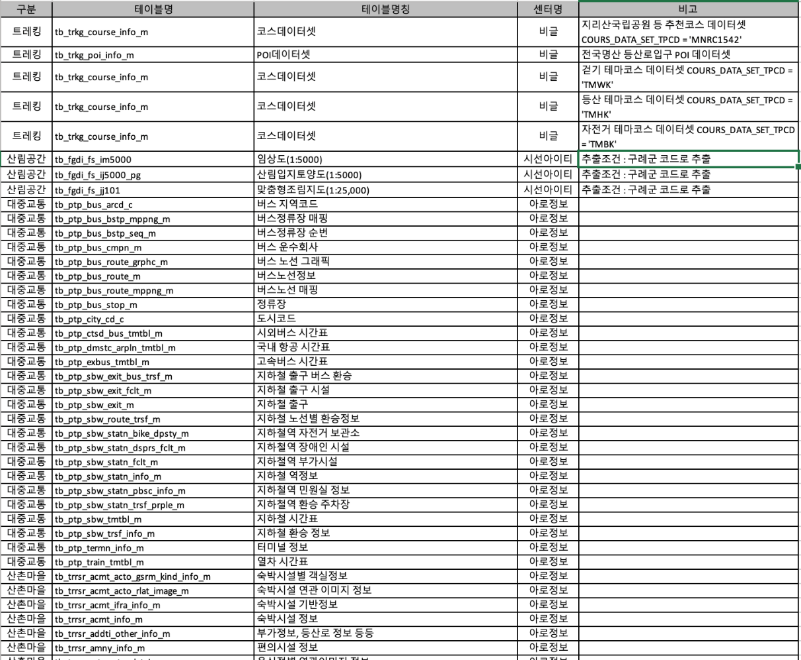 구분 테이블명 테이블명칭 센터명 비고
트레킹 tb_trkg_course_info_m 코스데이터셋 비글 지리산국립공원 등 추천코스 데이터셋
COURS_DATA_SET_TPCD = 'MNRC1542'
트레킹 tb_trkg_poi_info_m POI데이터셋 비글 전국명산 등산로입구 POI 데이터셋
트레킹 tb_trkg_course_info_m 코스데이터셋 비글 걷기 테마코스 데이터셋 COURS_DATA_SET_TPCD =
'TMWK'
트레킹 tb_trkg_course_info_m 코스데이터셋 비글 등산 테마코스 데이터셋 COURS_DATA_SET_TPCD =
'TMHK'
트레킹 tb_trkg_course_info_m 코스데이터셋 비글 자전거 테마코스 데이터셋 COURS_DATA_SET_TPCD
= 'TMBK'
산림공간 tb_fgdi_fs_im5000 임상도(1:5000) 시선아이티 추출조건 : 구례군 코드로 추출
산림공간 tb_fgdi_fs_ij5000_pg 산림입지토양도(1:5000) 시선아이티 추출조건 : 구례군 코드로 추출
산림공간 tb_fgdi_fs_jj101 맞춤형조림지도(1:25,000) 시선아이티 추출조건 : 구례군 코드로 추출
대중교통 tb_ptp_bus_arcd_c 버스 지역코드 아로정보
대중교통 tb_ptp_bus_bstp_mppng_m 버스정류장 매핑 아로정보
대중교통 tb_ptp_bus_bstp_seq_m 버스정류장 순번 아로정보
대중교통 tb_ptp_bus_cmpn_m 버스 운수회사 아로정보
대중교통 tb_ptp_bus_route_grphc_m 버스 노선 그래픽 아로정보
대중교통 tb_ptp_bus_route_m 버스노선정보 아로정보
대중교통 tb_ptp_bus_route_mppng_m 버스노선 매핑 아로정보
대중교통 tb_ptp_bus_stop_m 정류장 아로정보
대중교통 tb_ptp_city_cd_c 도시코드 아로정보
대중교통 tb_ptp_ctsd_bus_tmtbl_m 시외버스 시간표 아로정보
대중교통 tb_ptp_dmstc_arpln_tmtbl_m 국내 항공 시간표 아로정보
대중교통 tb_ptp_exbus_tmtbl_m 고속버스 시간표 아로정보
대중교통 tb_ptp_sbw_exit_bus_trsf_m 지하철 출구 버스 환승 아로정보
대중교통 tb_ptp_sbw_exit_fclt_m 지하철 출구 시설 아로정보
대중교통 tb_ptp_sbw_exit_m 지하철 출구 아로정보
대중교통 tb_ptp_sbw_route_trsf_m 지하철 노선별 환승정보 아로정보
대중교통 tb_ptp_sbw_statn_bike_dpsty_m 지하철역 자전거 보관소 아로정보
대중교통 tb_ptp_sbw_statn_dsprs_fclt_m 지하철역 장애인 시설 아로정보
대중교통 tb_ptp_sbw_statn_fclt_m 지하철역 부가시설 아로정보
대중교통 tb_ptp_sbw_statn_info_m 지하철 역정보 아로정보
대중교통 tb_ptp_sbw_statn_pbsc_info_m 지하철역 민원실 정보 아로정보
대중교통 tb_ptp_sbw_statn_trsf_prple_m 지하철역 환승 주차장 아로정보
대중교통 tb_ptp_sbw_tmtbl_m 지하철 시간표 아로정보
대중교통 tb_ptp_sbw_trsf_info_m 지하철 환승 정보 아로정보
대중교통 tb_ptp_termn_info_m 터미널 정보 아로정보
대중교통 tb_ptp_train_tmtbl_m 열차 시간표 아로정보
산촌마을 tb_trrsr_acmt_acto_gsrm_kind_info_m 숙박시설별 객실정보 아로정보
산촌마을 tb_trrsr_acmt_acto_rlat_image_m 숙박시설 연관 이미지 정보 아로정보
산촌마을 tb_trrsr_acmt_ifra_info_m 숙박시설 기반정보 아로정보
산촌마을 tb_trrsr_acmt_info_m 숙박시설 정보 아로정보
산촌마을 tb_trrsr_addti_other_info_m 부가정보, 등산로 정보 등등 아로정보
산촌마을 tb_trrsr_amny_info_m 편의시설 정보 아로정보